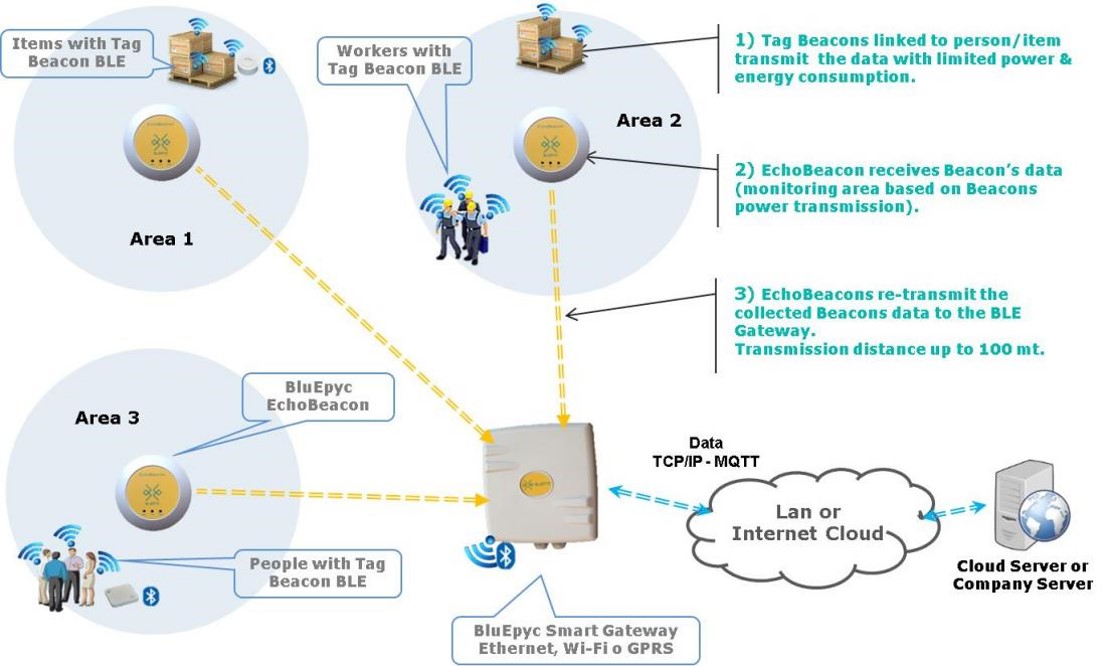 Items with Tag
Beacon BLE
Workers with
Tag Beacon BLE
1) Tag Beacons linked to person/item
transmit the data with limited power &
energy consumption.
Area 2
2) EchoBeacon receives Beacon's data
(monitoring area based on Beacons
power transmission).
Area 1
3) EchoBeacons re-transmit the
collected Beacons data to the BLE
Gateway.
Transmission distance up to 100 mt.
BluEpyc
EchoBeacon
Area 3
Data
TCP/IP - MQTT
Lan or
Internet Cloud
People with Tag
Beacon BLE
Cloud Server or
Company Server
BluEpyc Smart Gateway
Ethernet, Wi-Fi o GPRS